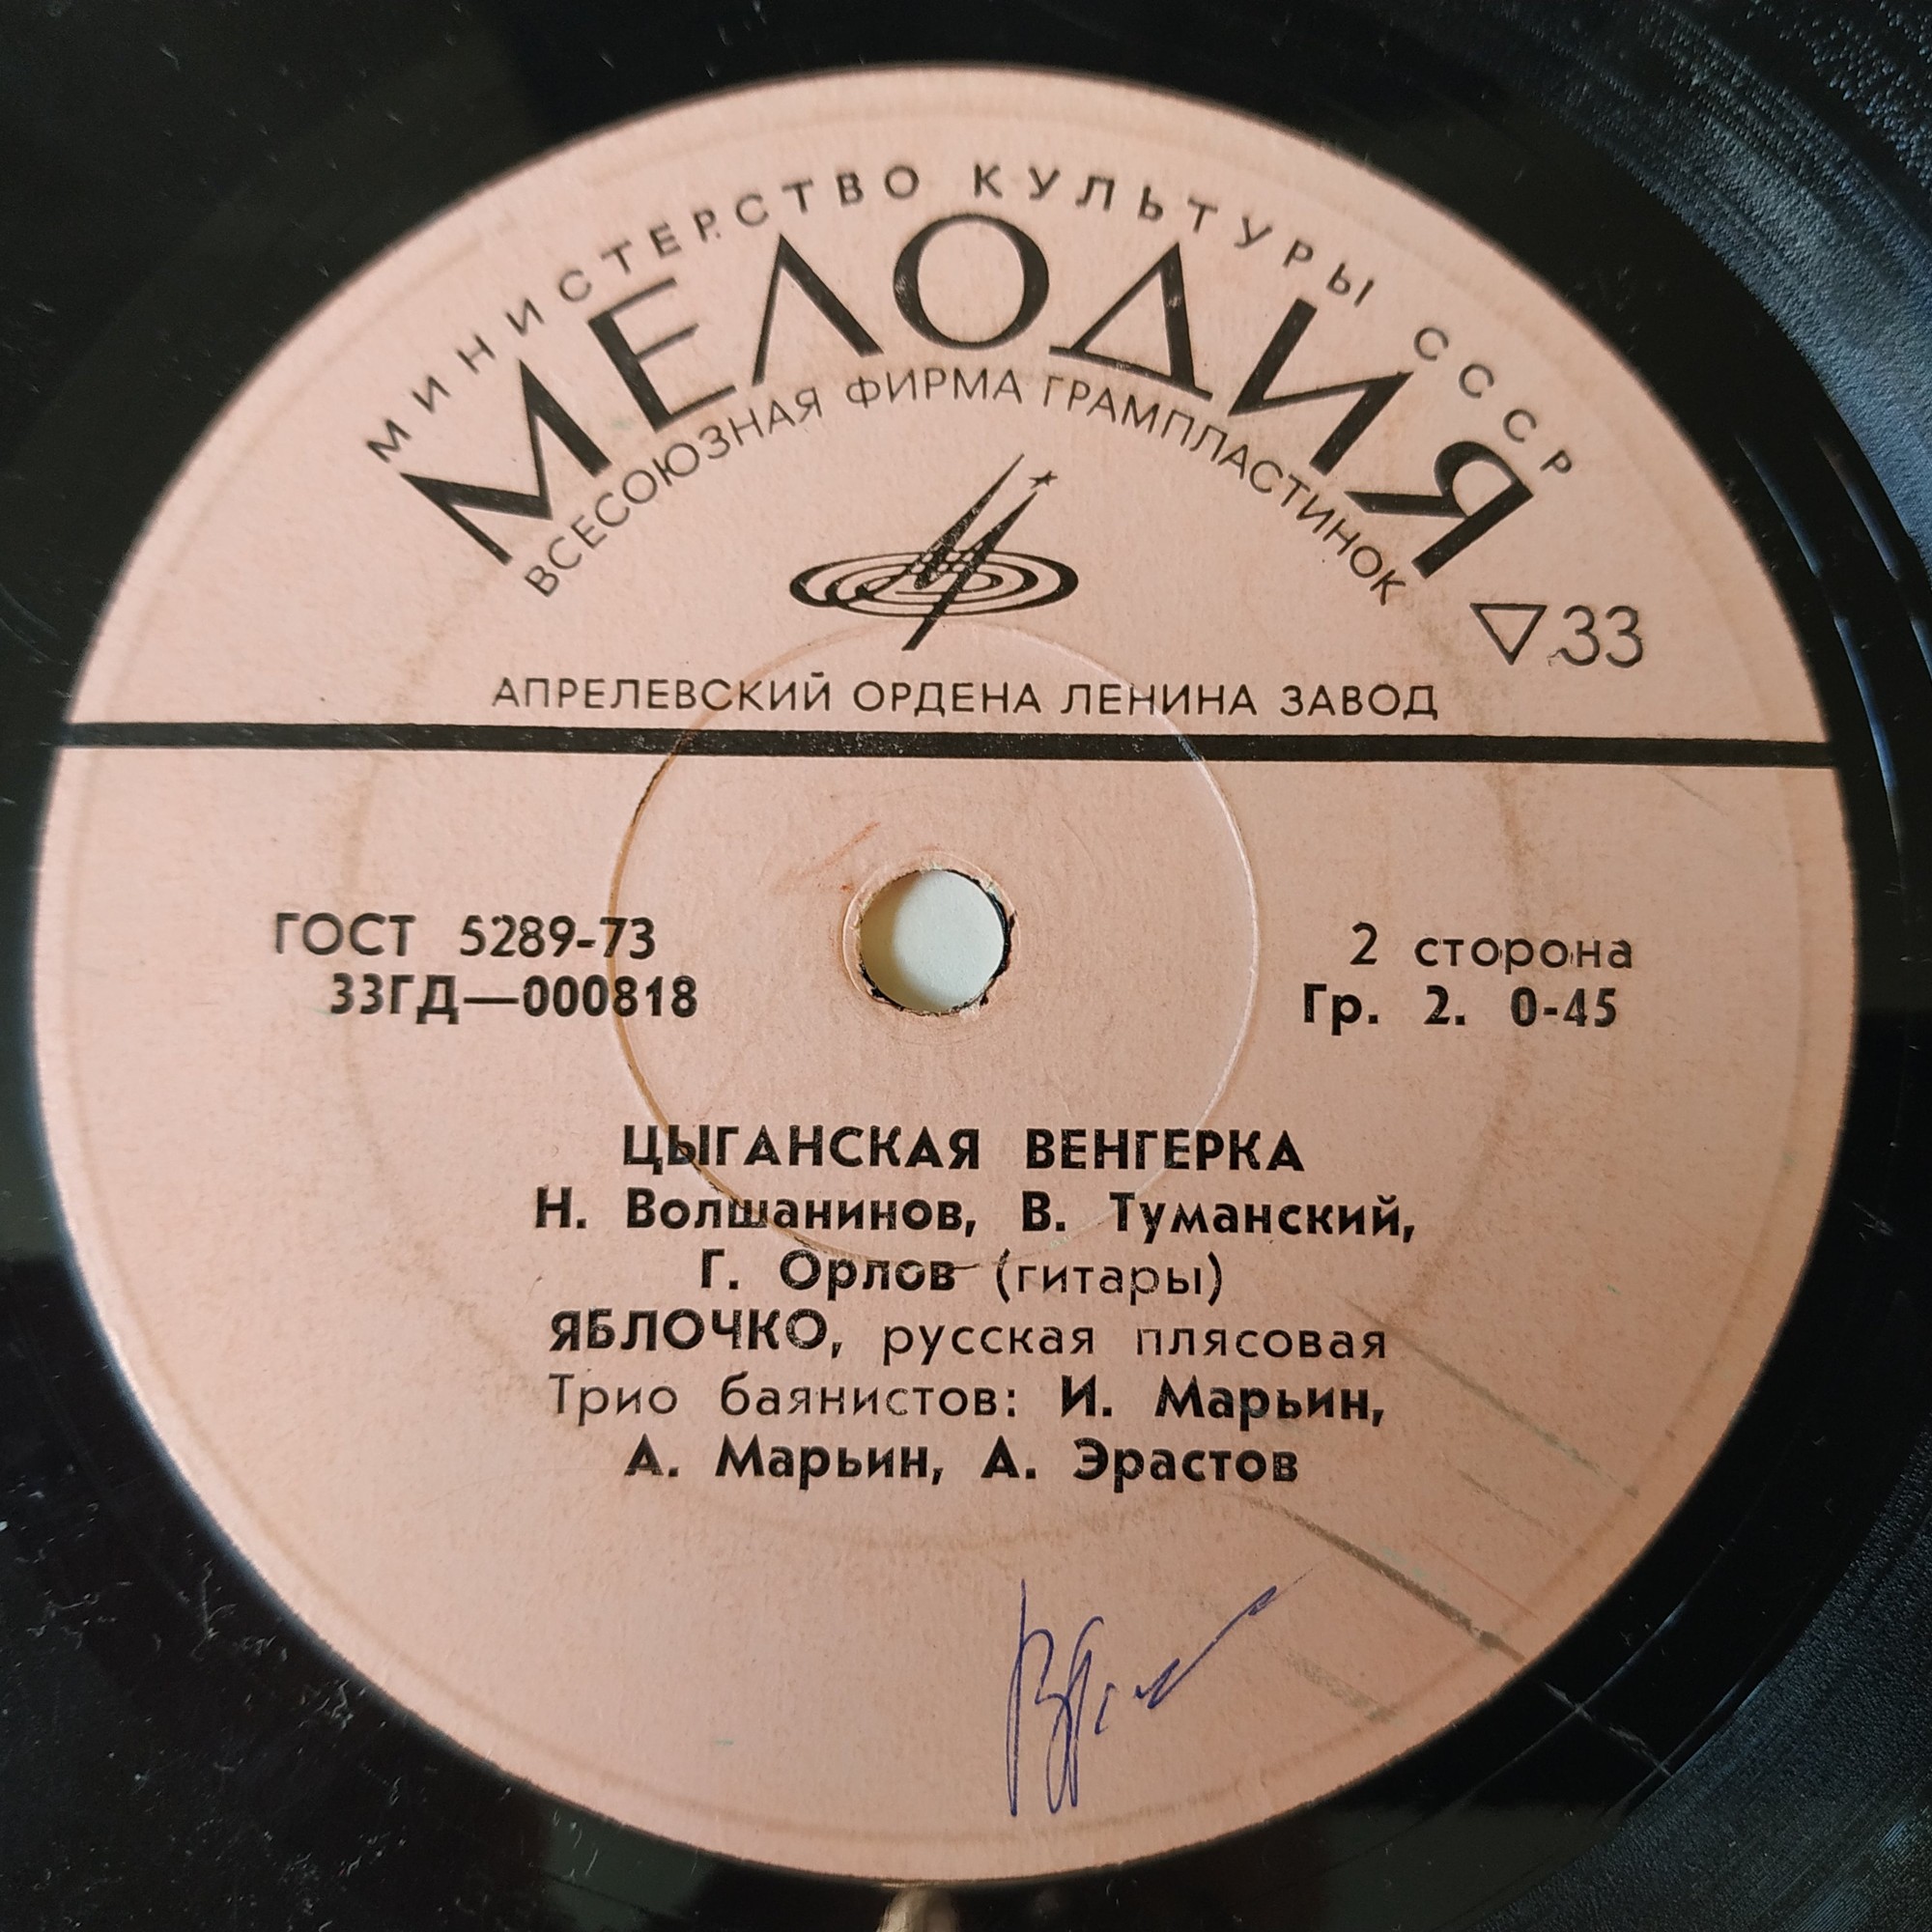 МИНИСТЕРСТВО КУЛЬТУРЫ СССР
МЕЛОДИЯ
ВСЕСОЮЗНАЯ ФИРМА ГРАМПЛАСТИНОК
33
АПРЕЛЕВСКИЙ ОРДЕНА ЛЕНИНА ЗАВОД
ГОСТ 5289-73
33ГД—000818
2 сторона
Гр. 2. 0-45
ЦЫГАНСКАЯ ВЕНГЕРКА
Н. Волшанинов, В. Туманский,
Г. Орлов (гитары)
ЯБЛОЧКО, русская плясовая
Трио баянистов: И. Марьин,
А. Марьин, А. Эрастов